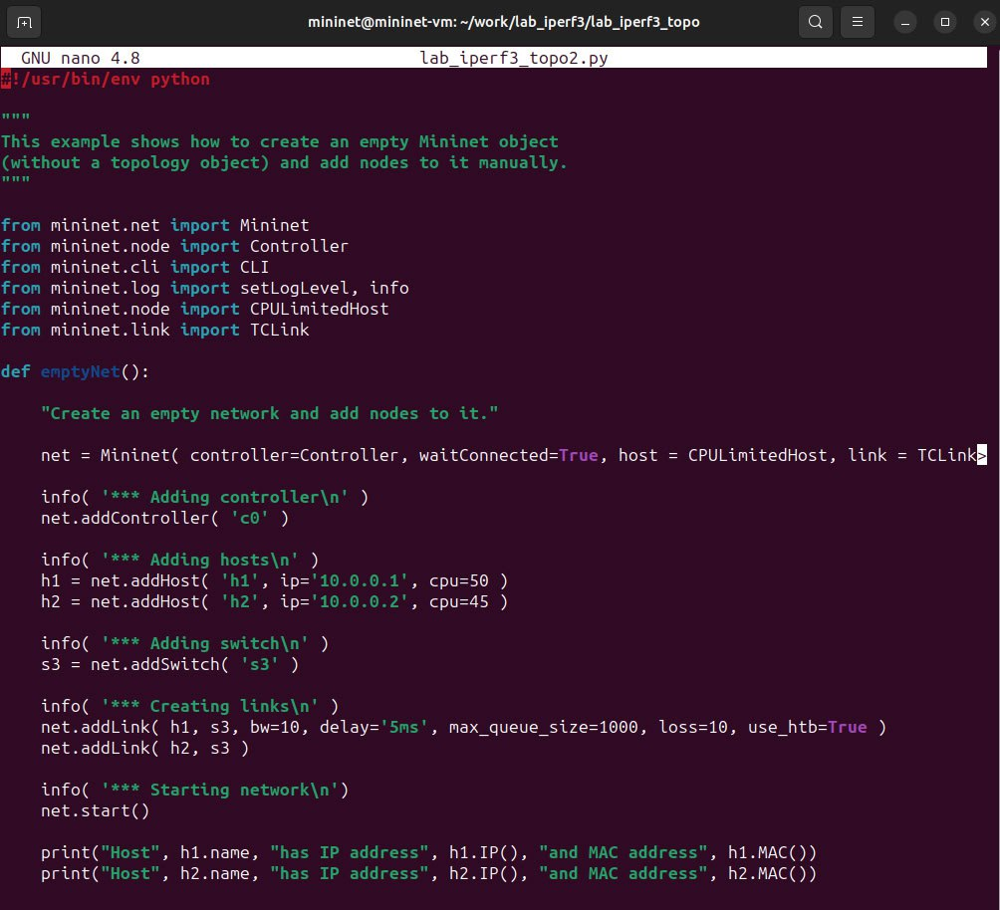 mininet@mininet-vm: ~/work/lab_iperf3/lab_iperf3_topo
GNU nano 4.8 lab_iperf3_topo2.py
#!/usr/bin/env python
"""
This example shows how to create an empty Mininet object
(without a topology object) and add nodes to it manually.
"""
from mininet.net import Mininet
from mininet.node import Controller
from mininet.cli import CLI
from mininet.log import setLogLevel, info
from mininet.node import CPULimitedHost
from mininet.link import TCLink
def emptyNet():
"Create an empty network and add nodes to it."
net = Mininet( controller=Controller, waitConnected=True, host = CPULimitedHost, link = TCLink>
info( '*** Adding controller\n' )
net.addController( 'c0' )
info( '*** Adding hosts\n' )
h1 = net.addHost( 'h1', ip='10.0.0.1', cpu=50 )
h2 = net.addHost( 'h2', ip='10.0.0.2', cpu=45 )
info( '*** Adding switch\n' )
s3 = net.addSwitch( 's3' )
info( '*** Creating links\n' )
net.addLink( h1, s3, bw=10, delay='5ms', max_queue_size=1000, loss=10, use_htb=True )
net.addLink( h2, s3 )
info( '*** Starting network\n')
net.start()
print("Host", h1.name, "has IP address", h1.IP(), "and MAC address", h1.MAC())
print("Host", h2.name, "has IP address", h2.IP(), "and MAC address", h2.MAC())